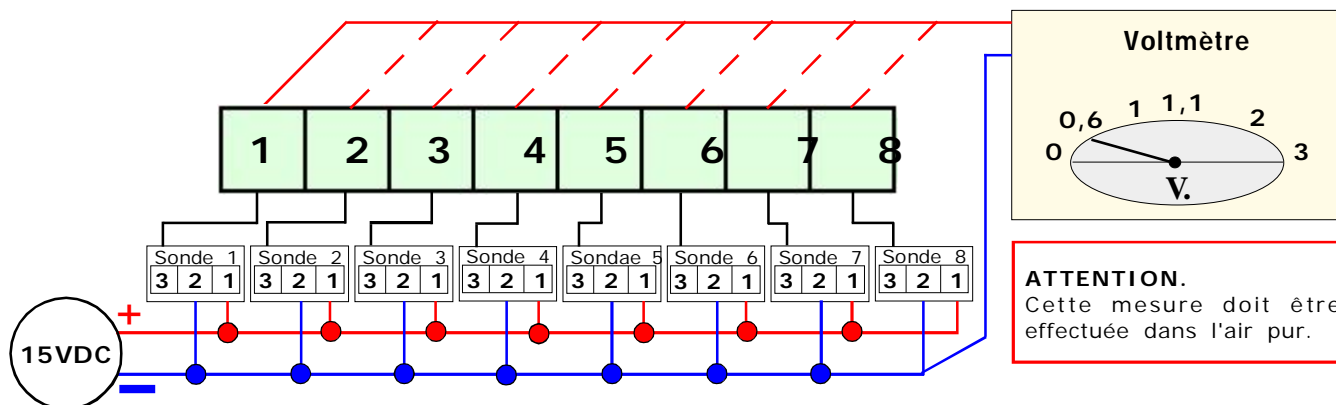 Voltmètre
0 0,6 1 1,1 2 3
V.
1 2 3 4 5 6 7 8
Sonde 1 Sonde 2 Sonde 3 Sonde 4 Sondae 5 Sonde 6 Sonde 7 Sonde 8
3 2 1 3 2 1 3 2 1 3 2 1 3 2 1 3 2 1 3 2 1 3 2 1
+
15VDC
ATTENTION.
Cette mesure doit être
effectuée dans l'air pur.